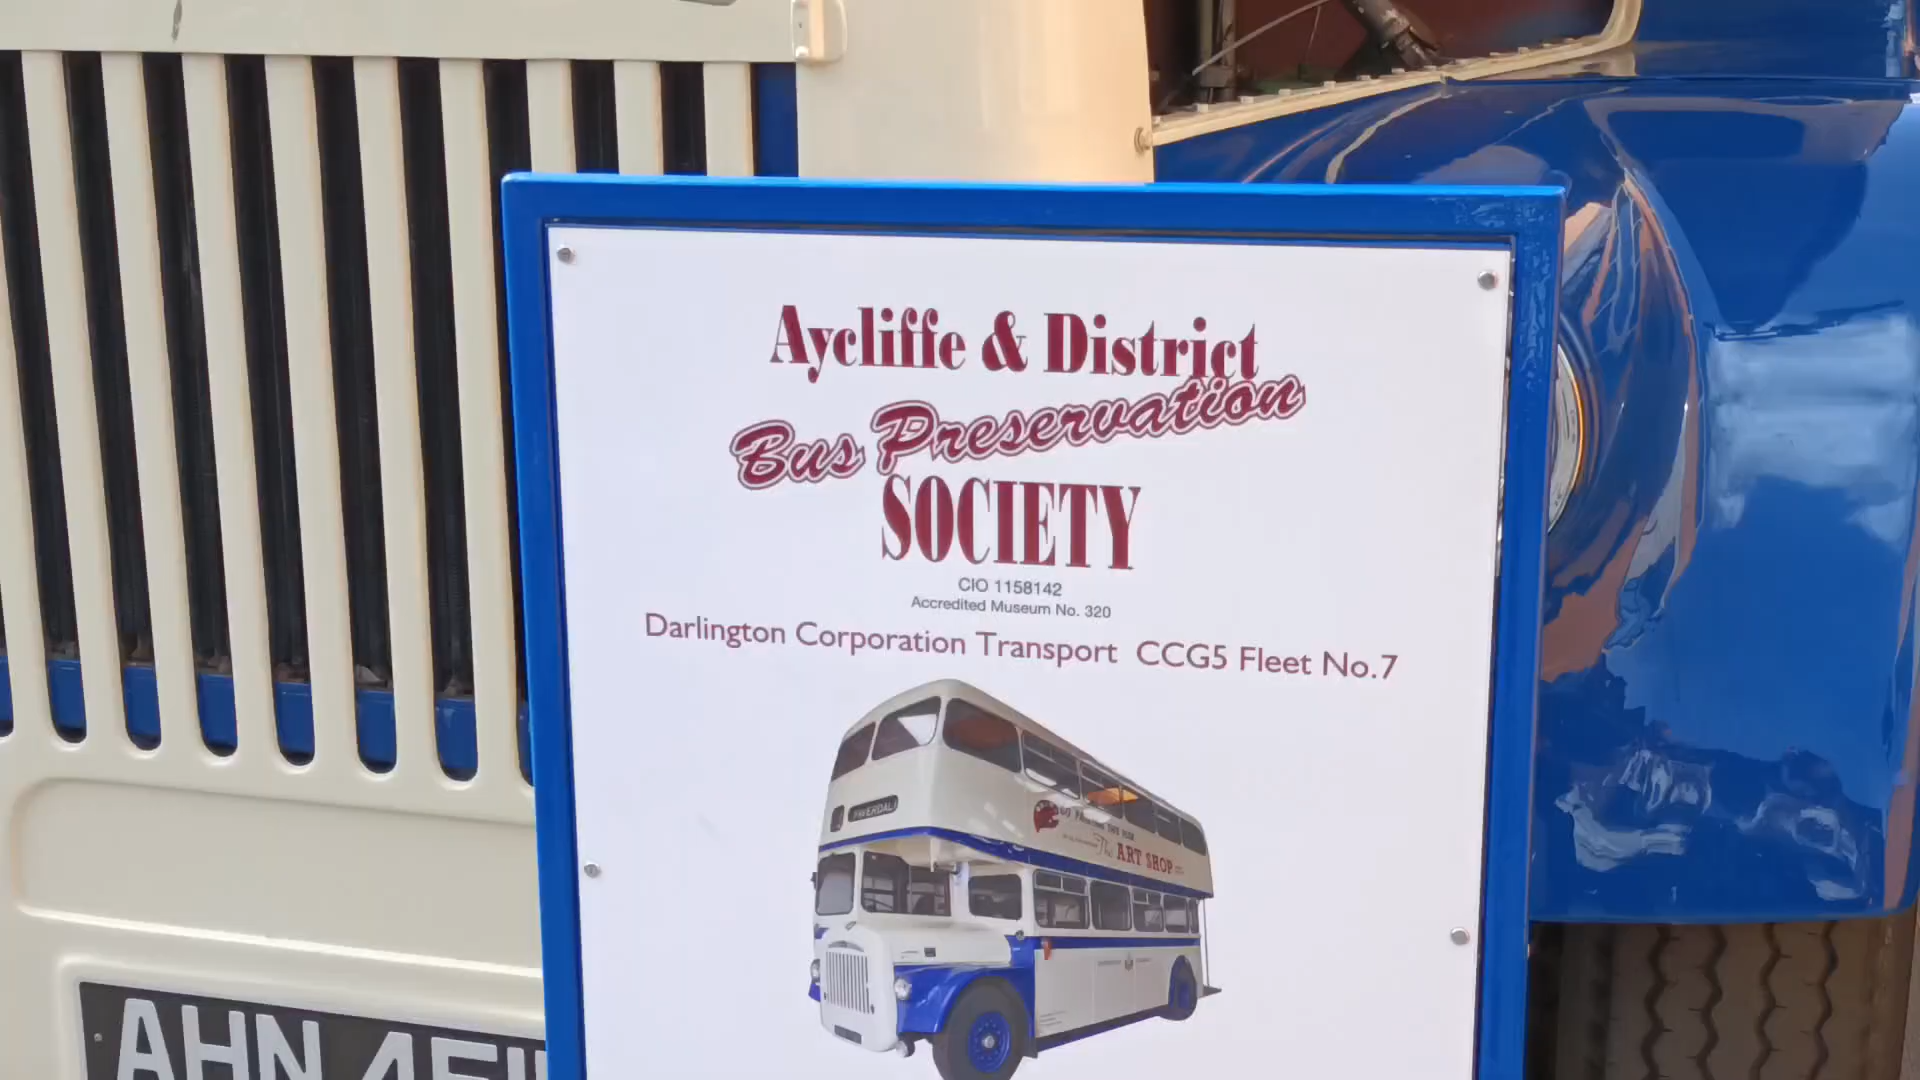 Aycliffe & District
Bus Preservation
SOCIETY
CIO 1158142
Accredited Museum No. 320
Darlington Corporation Transport CCG5 Fleet No.7
The ART SHOP
AHN